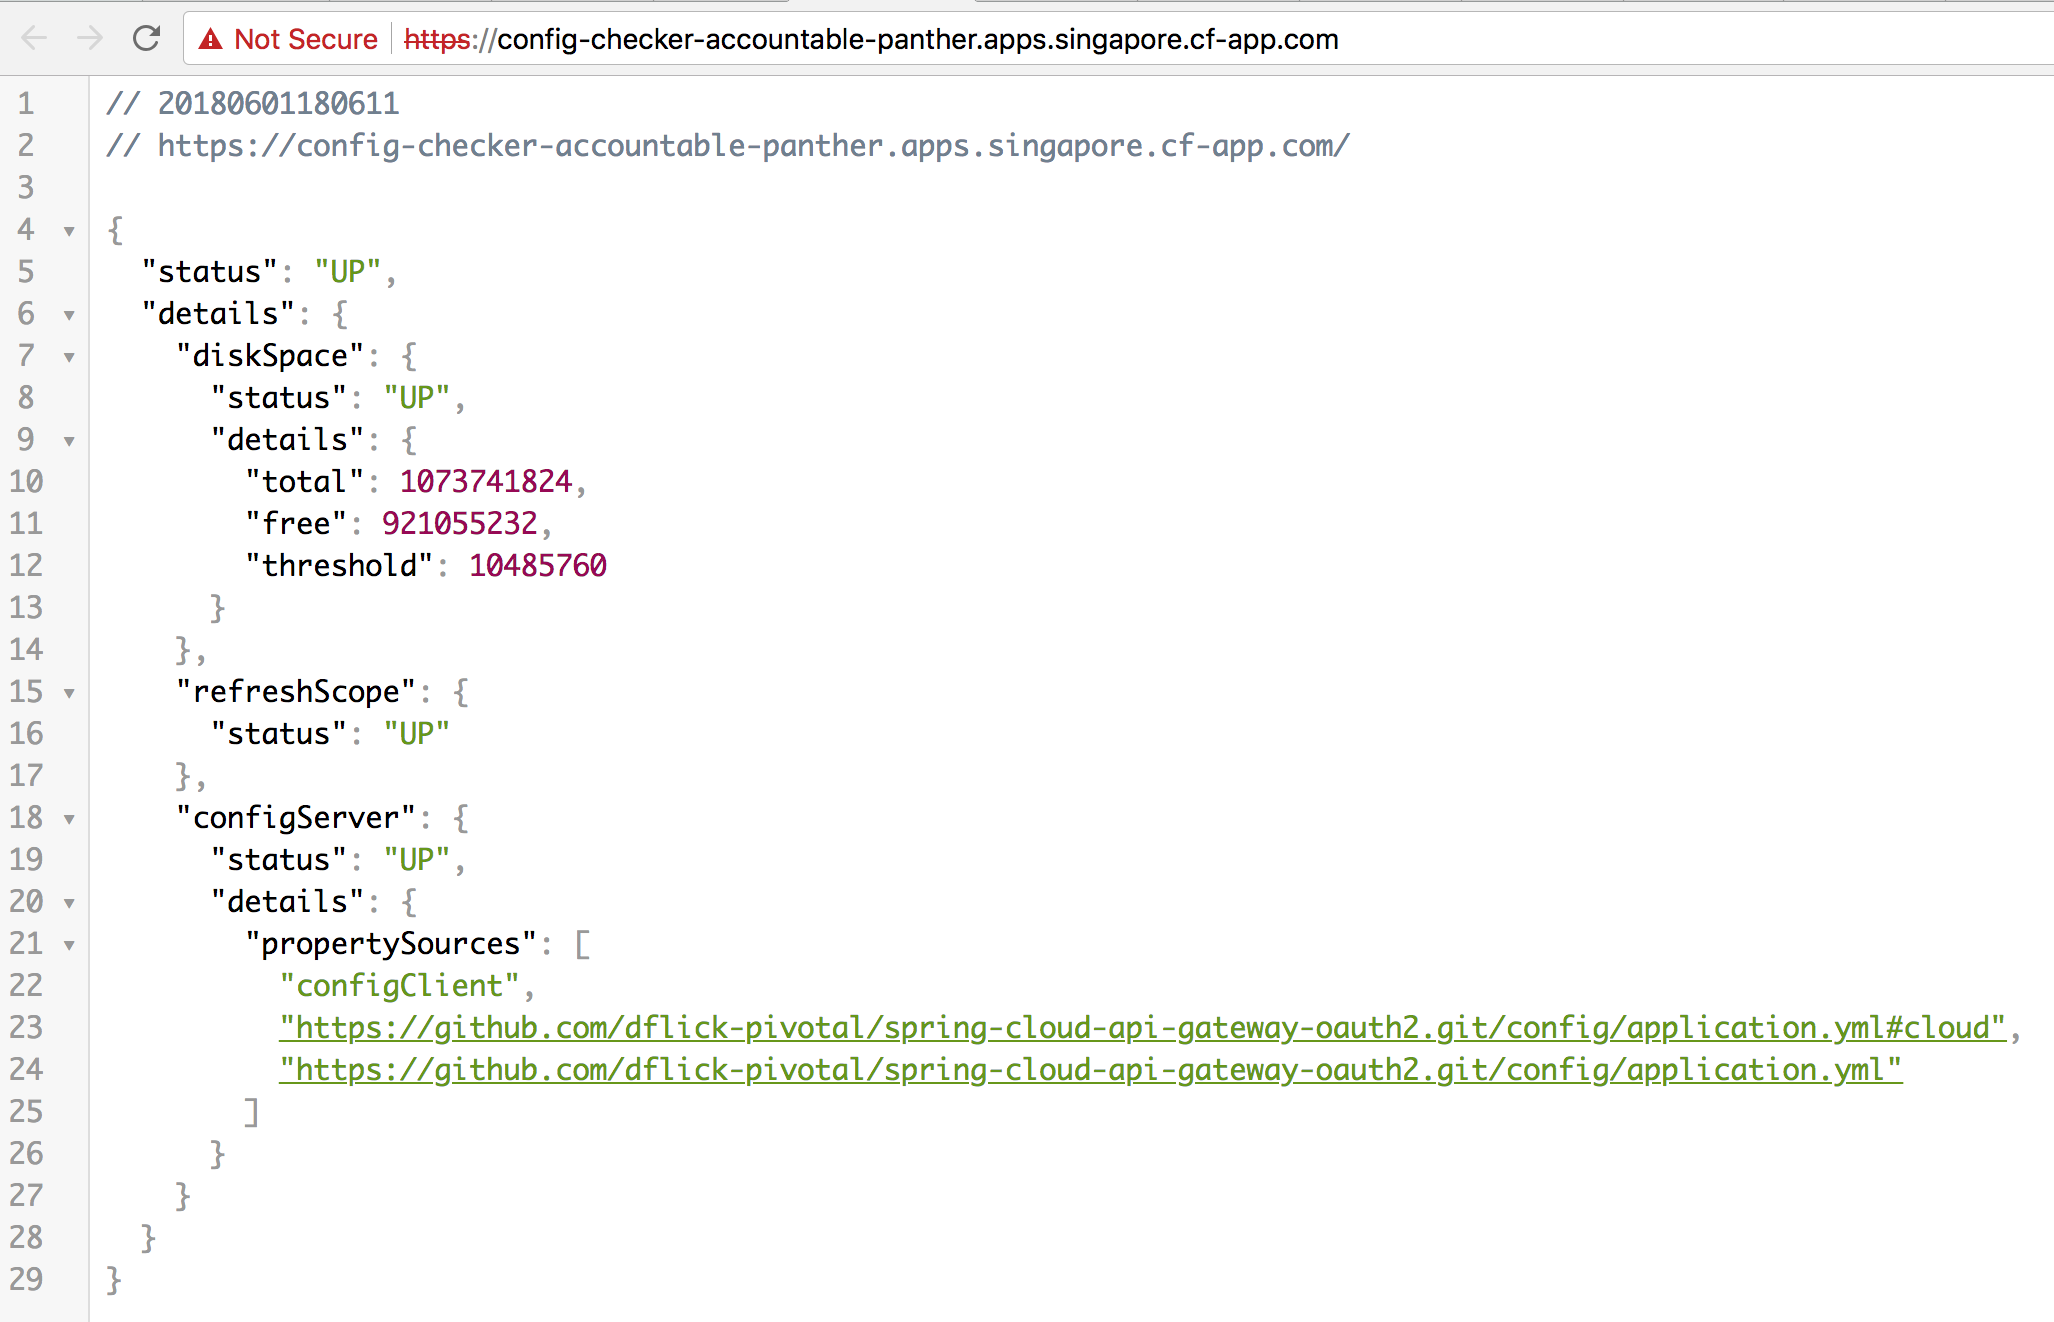 Not Secure https://config-checker-accountable-panther.apps.singapore.cf-app.com
1 // 20180601180611
2 // https://config-checker-accountable-panther.apps.singapore.cf-app.com/
3
4 {
5 "status": "UP",
6 "details": {
7 "diskSpace": {
8 "status": "UP",
9 "details": {
10 "total": 1073741824,
11 "free": 921055232,
12 "threshold": 10485760
13 }
14 },
15 "refreshScope": {
16 "status": "UP"
17 },
18 "configServer": {
19 "status": "UP",
20 "details": {
21 "propertySources": [
22 "configClient",
23 "https://github.com/dflick-pivotal/spring-cloud-api-gateway-oauth2.git/config/application.yml#cloud",
24 "https://github.com/dflick-pivotal/spring-cloud-api-gateway-oauth2.git/config/application.yml"
25 ]
26 }
27 }
28 }
29 }